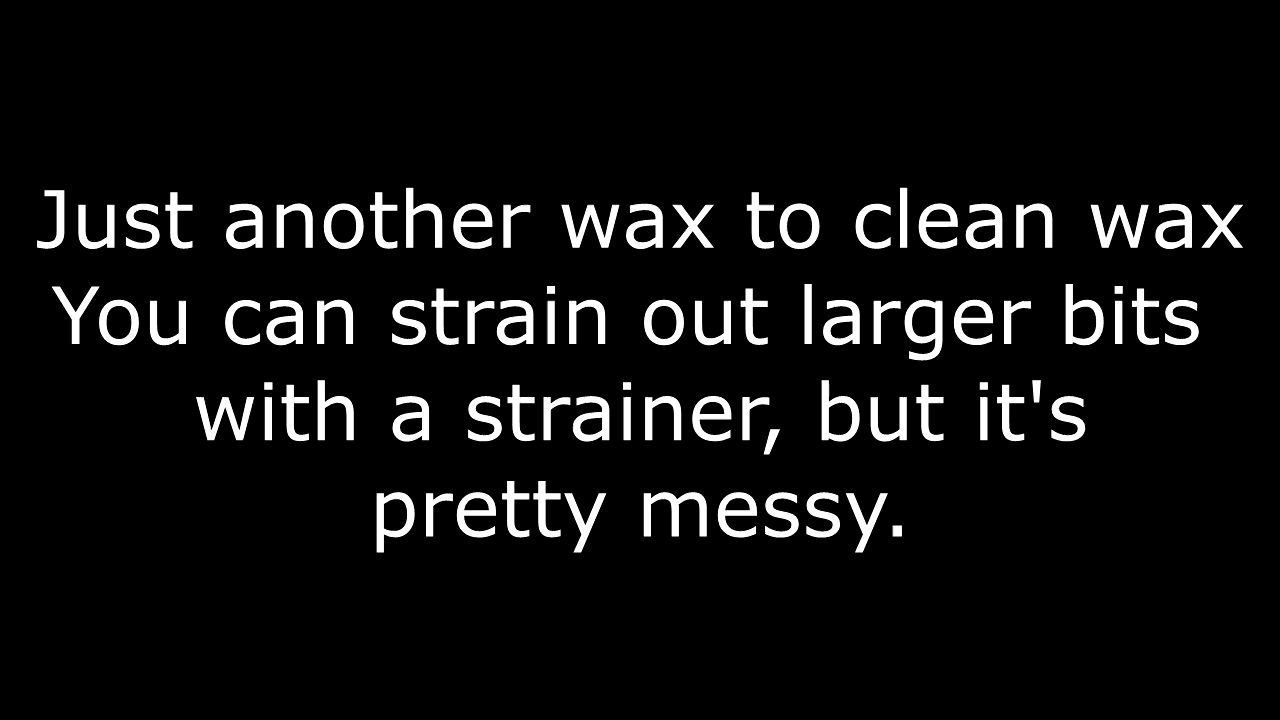 Just another wax to clean wax
You can strain out larger bits
with a strainer, but it's
pretty messy.